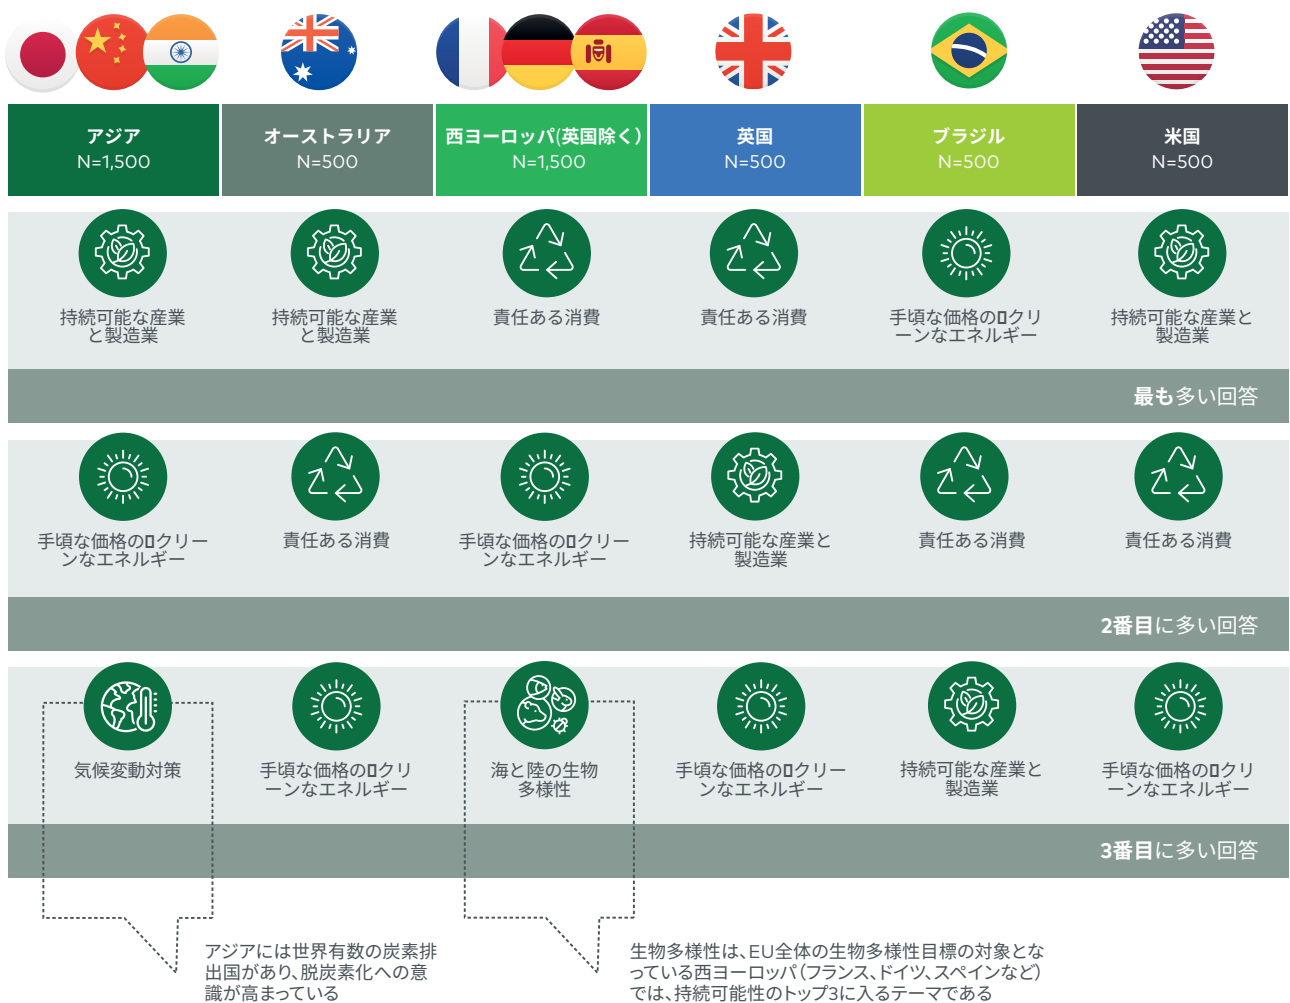 アジア
N=1,500
オーストラリア
N=500
西ヨーロッパ(英国除く)
N=1,500
英国
N=500
ブラジル
N=500
米国
N=500
持続可能な産業
と製造業
持続可能な産業
と製造業
責任ある消費
責任ある消費
手頃な価格の▯クリ
ーンなエネルギー
持続可能な産業と
製造業
最も多い回答
手頃な価格の▯クリー
ンなエネルギー
責任ある消費
手頃な価格の▯クリー
ンなエネルギー
持続可能な産業と
製造業
責任ある消費
責任ある消費
2番目に多い回答
気候変動対策
手頃な価格の▯クリ
ーンなエネルギー
海と陸の生物
多様性
手頃な価格の▯クリー
ンなエネルギー
持続可能な産業と
製造業
手頃な価格の▯クリ
ーンなエネルギー
3番目に多い回答
アジアには世界有数の炭素排
出国があり、脱炭素化への意
識が高まっている
生物多様性は、EU全体の生物多様性目標の対象とな
っている西ヨーロッパ（フランス、ドイツ、スペインなど）
では、持続可能性のトップ3に入るテーマである